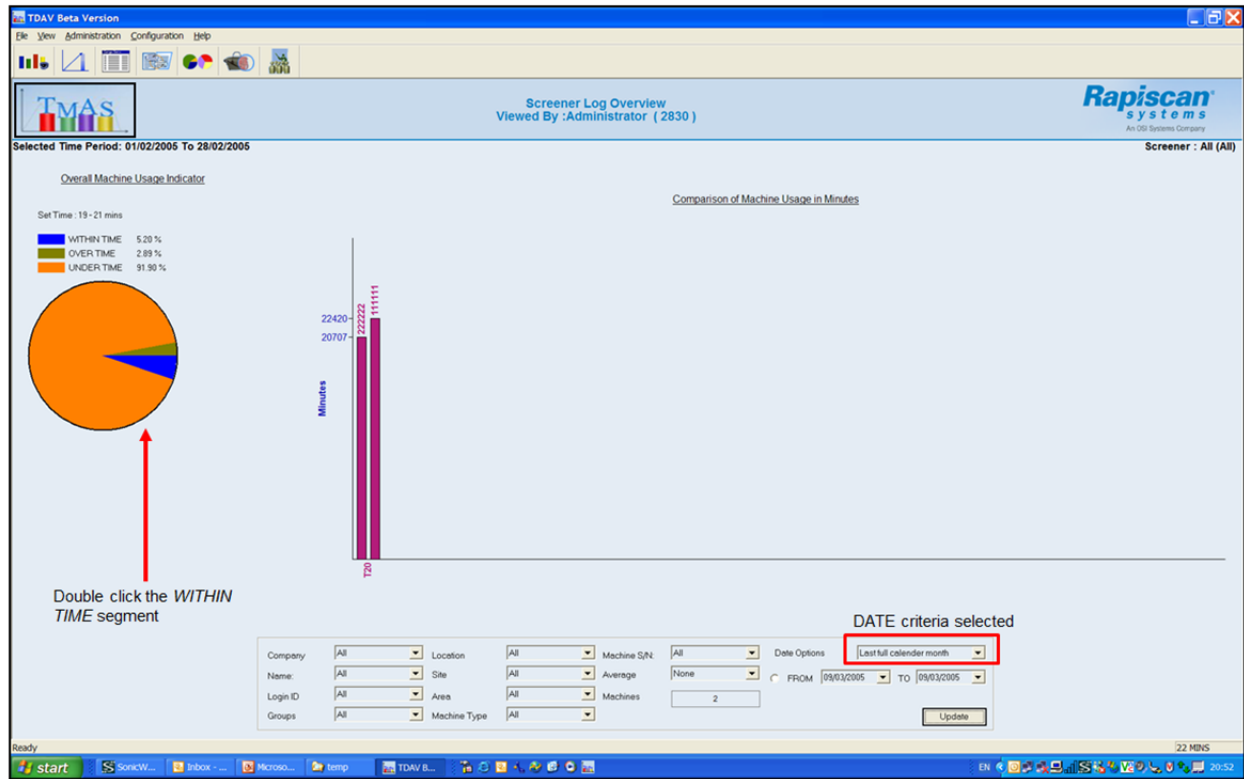 TDAV Beta Version
File View Administration Configuration Help
TMAS
Screener Log Overview
Viewed By :Administrator ( 2830 )
Rapiscan
systems
An OSI Systems Company
Selected Time Period: 01/02/2005 To 28/02/2005
Screener : All (All)
Overall Machine Usage Indicator
Comparison of Machine Usage in Minutes
Set Time : 19 - 21 mins
WITHIN TIME 5.20 %
OVER TIME 2.89 %
UNDER TIME 91.90 %
222222
111111
22420
20707
Minutes
T20
Double click the WITHIN
TIME segment
DATE criteria selected
Company All Location All Machine S/N: All Date Options Last full calender month
Name: All Site All Average None FROM 09/03/2005 TO 09/03/2005
Login ID All Area All Machines 2
Groups All Machine Type All Update
Ready
22 MINS
start SonicW... Inbox - ... Microso... temp TDAV B... EN 20:52